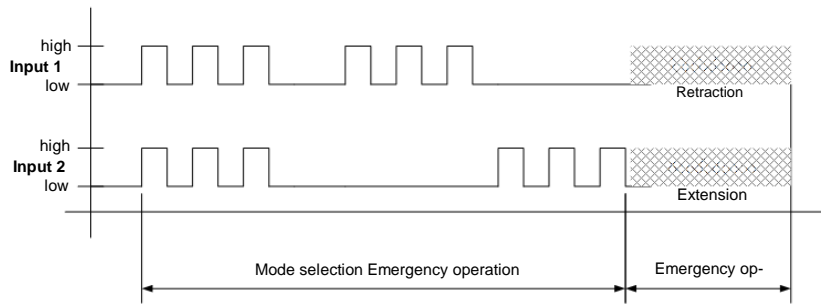 high
Input 1
low
Retraction
high
Input 2
low
Extension
Mode selection Emergency operation
Emergency op-